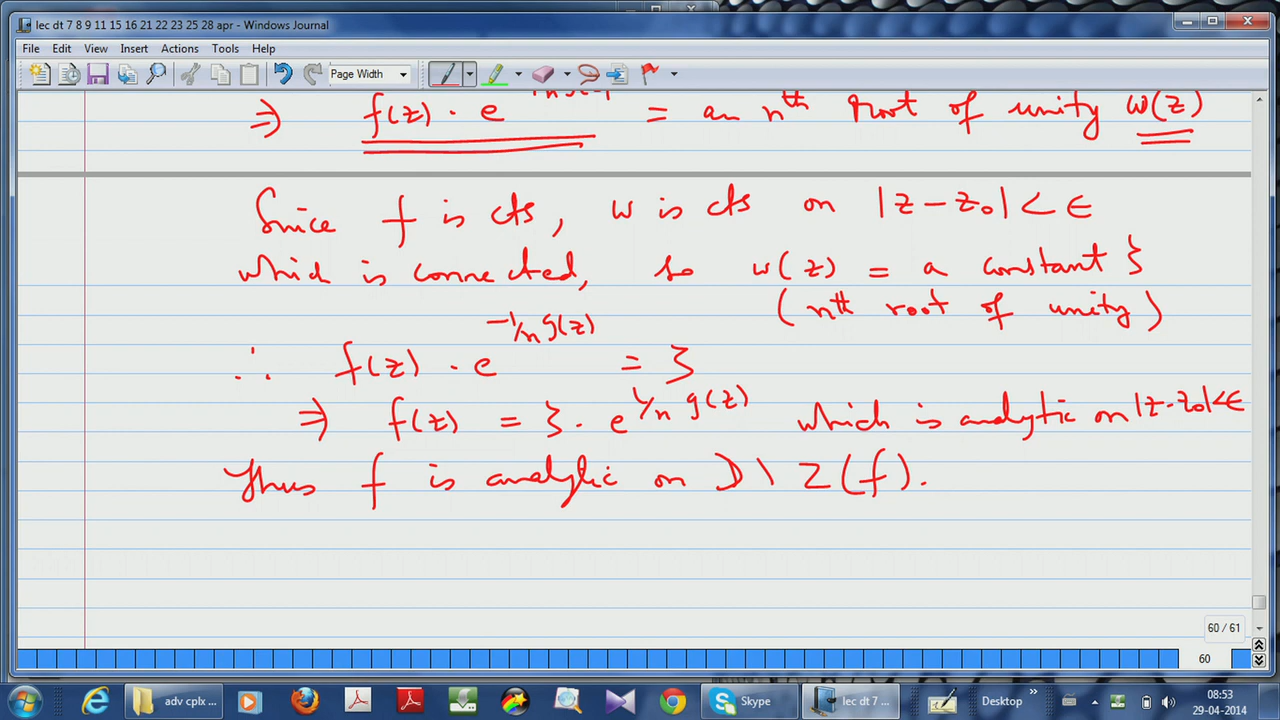 lec dt 7 8 9 11 15 16 21 22 23 25 28 apr - Windows Journal
File Edit View Insert Actions Tools Help
Page Width
⇒ f(z) · e = an nth root of unity w(z)
Since f is cts, w is cts on |z - z₀| < ε
which is connected, so w(z) = a constant ξ
(nth root of unity)
∴ f(z) · e^(-1/n g(z)) = ξ
⇒ f(z) = ξ · e^(1/n g(z)) which is analytic on |z - z₀| < ε
Thus f is analytic on D \ Z(f).
60 / 61
60
adv cplx ... Skype lec dt 7 ... Desktop » 08:53
29-04-2014